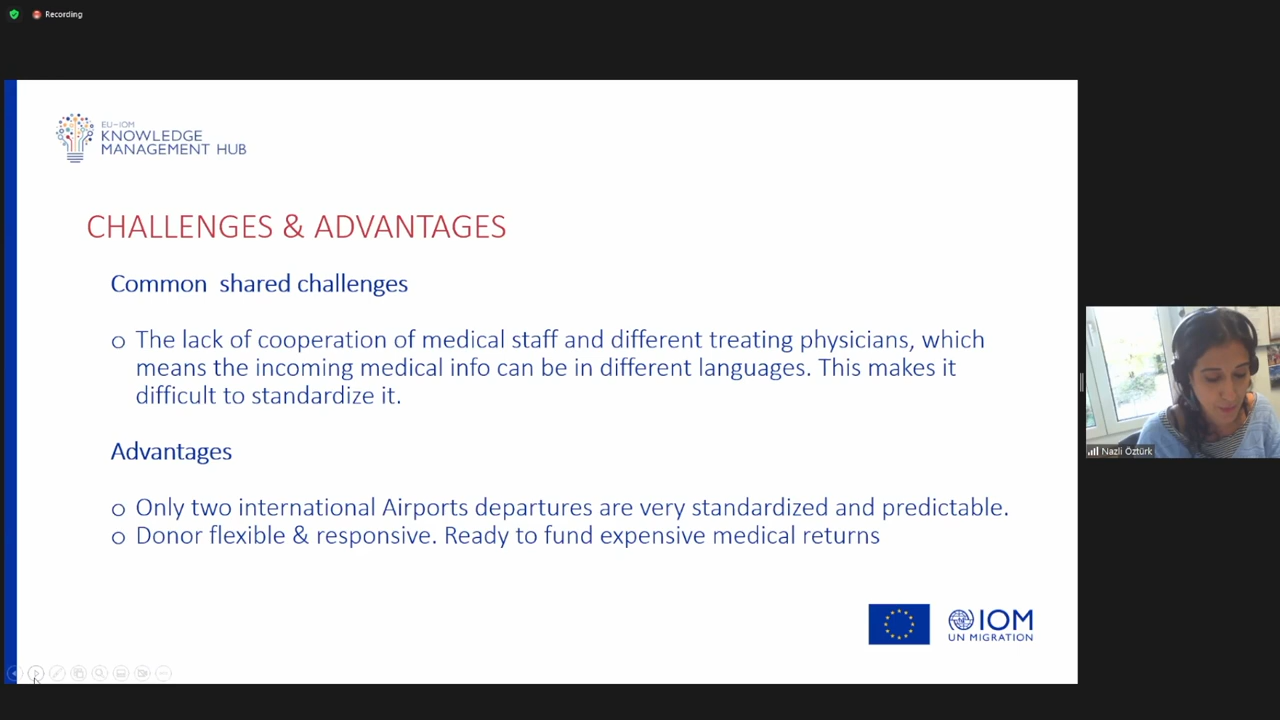 Recording
EU-IOM
KNOWLEDGE
MANAGEMENT HUB
CHALLENGES & ADVANTAGES
Common shared challenges
o The lack of cooperation of medical staff and different treating physicians, which
means the incoming medical info can be in different languages. This makes it
difficult to standardize it.
Advantages
o Only two international Airports departures are very standardized and predictable.
o Donor flexible & responsive. Ready to fund expensive medical returns
IOM
UN MIGRATION
Nazli Öztürk